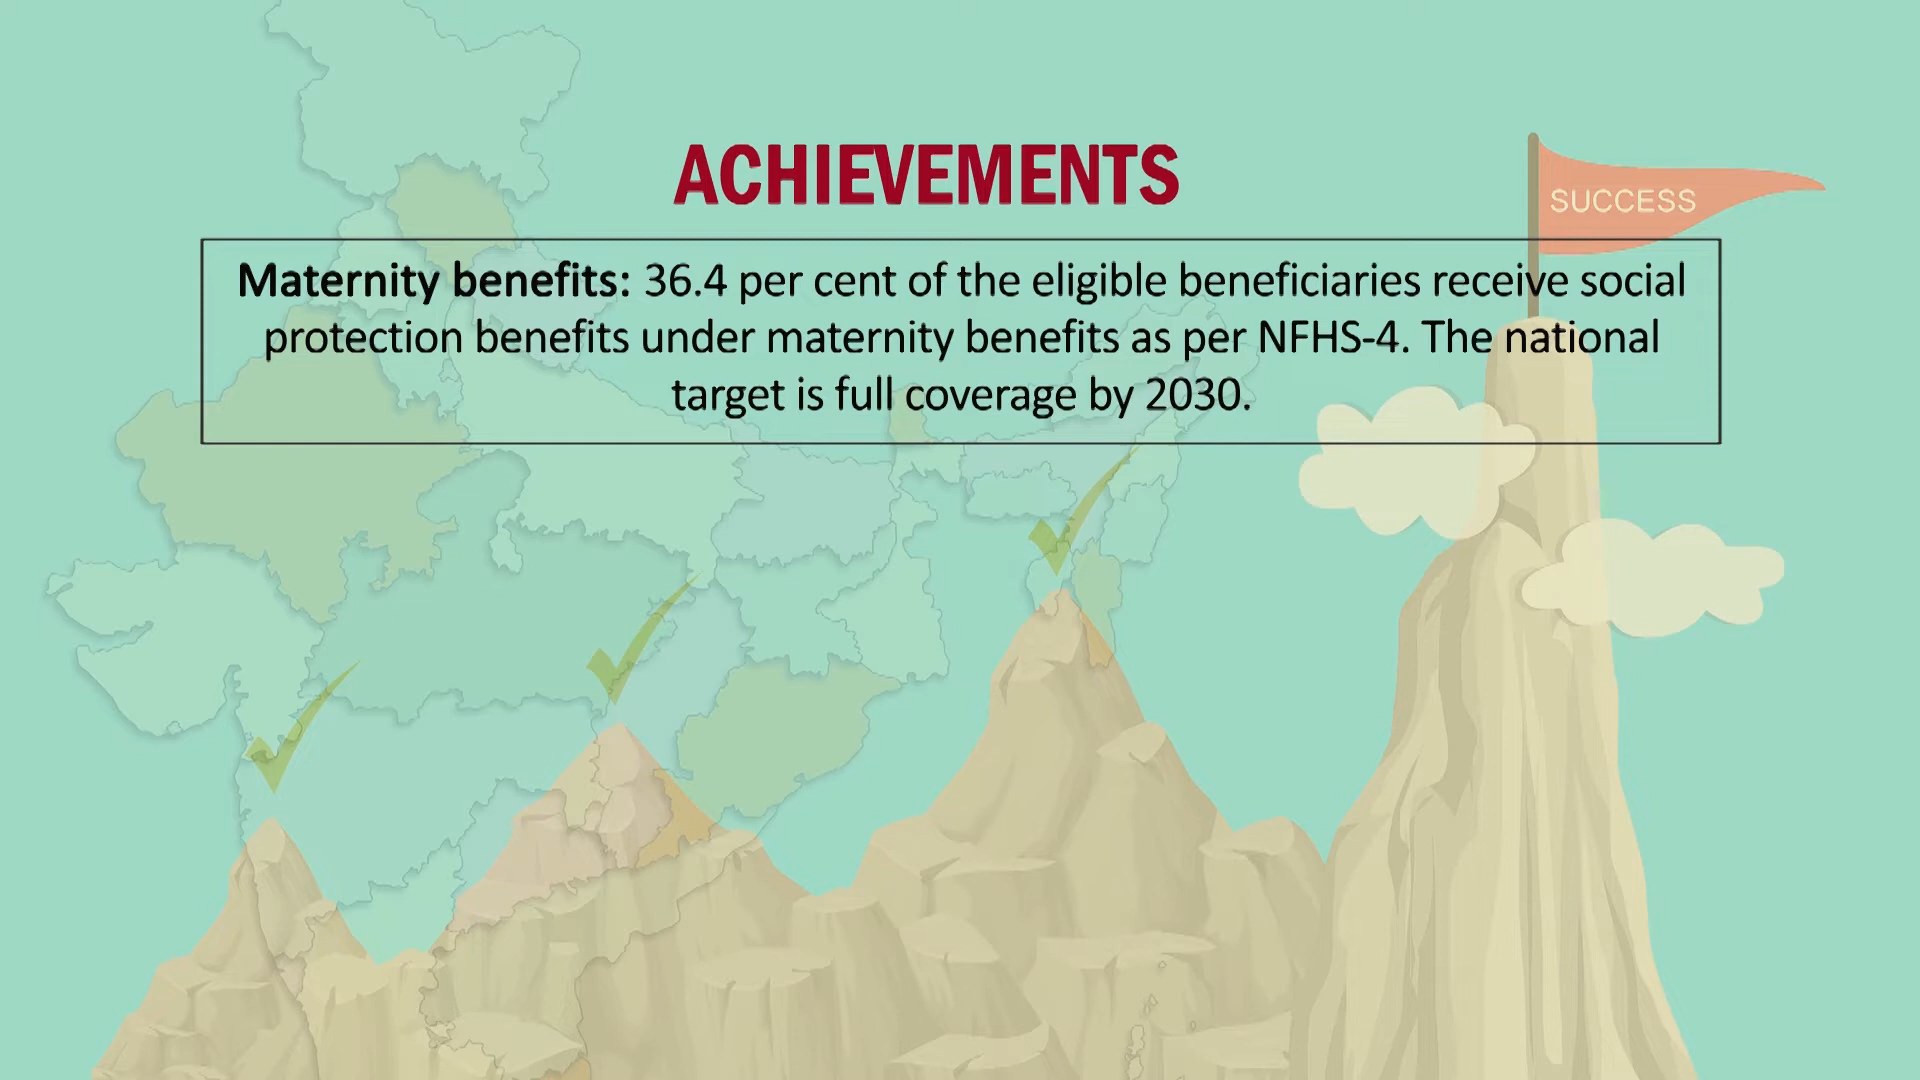 ACHIEVEMENTS
SUCCESS
Maternity benefits: 36.4 per cent of the eligible beneficiaries receive social
protection benefits under maternity benefits as per NFHS-4. The national
target is full coverage by 2030.